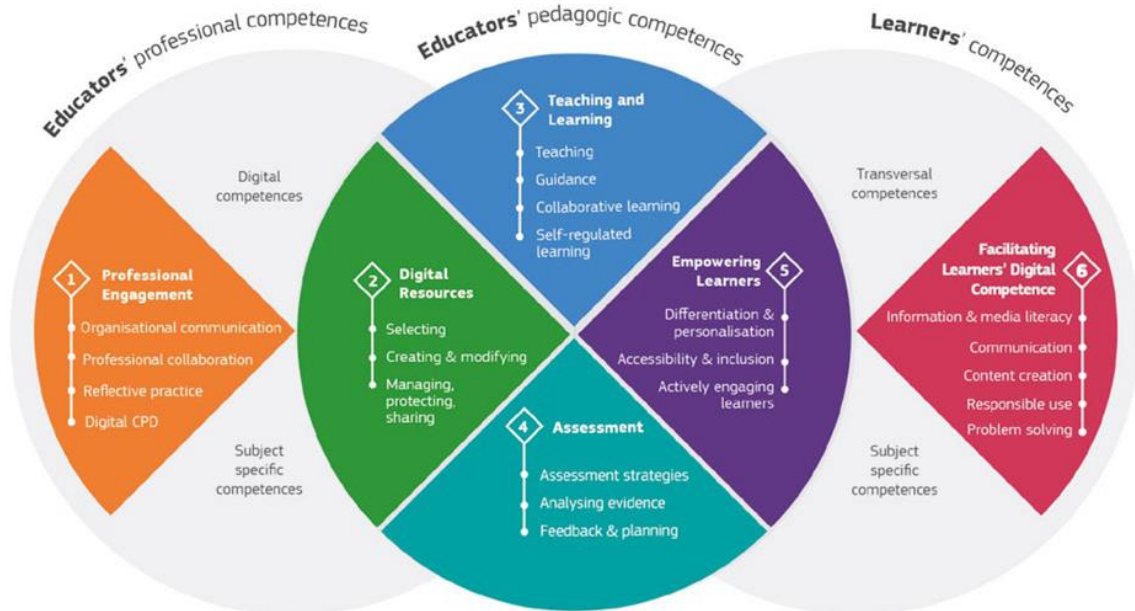 Educators' professional competences
Educators' pedagogic competences
Learners' competences
Digital
competences
Subject
specific
competences
Transversal
competences
Subject
specific
competences
1
Professional
Engagement
Organisational communication
Professional collaboration
Reflective practice
Digital CPD
2
Digital
Resources
Selecting
Creating & modifying
Managing,
protecting,
sharing
3
Teaching and
Learning
Teaching
Guidance
Collaborative learning
Self-regulated
learning
4
Assessment
Assessment strategies
Analysing evidence
Feedback & planning
5
Empowering
Learners
Differentiation &
personalisation
Accessibility & inclusion
Actively engaging
learners
6
Facilitating
Learners' Digital
Competence
Information & media literacy
Communication
Content creation
Responsible use
Problem solving